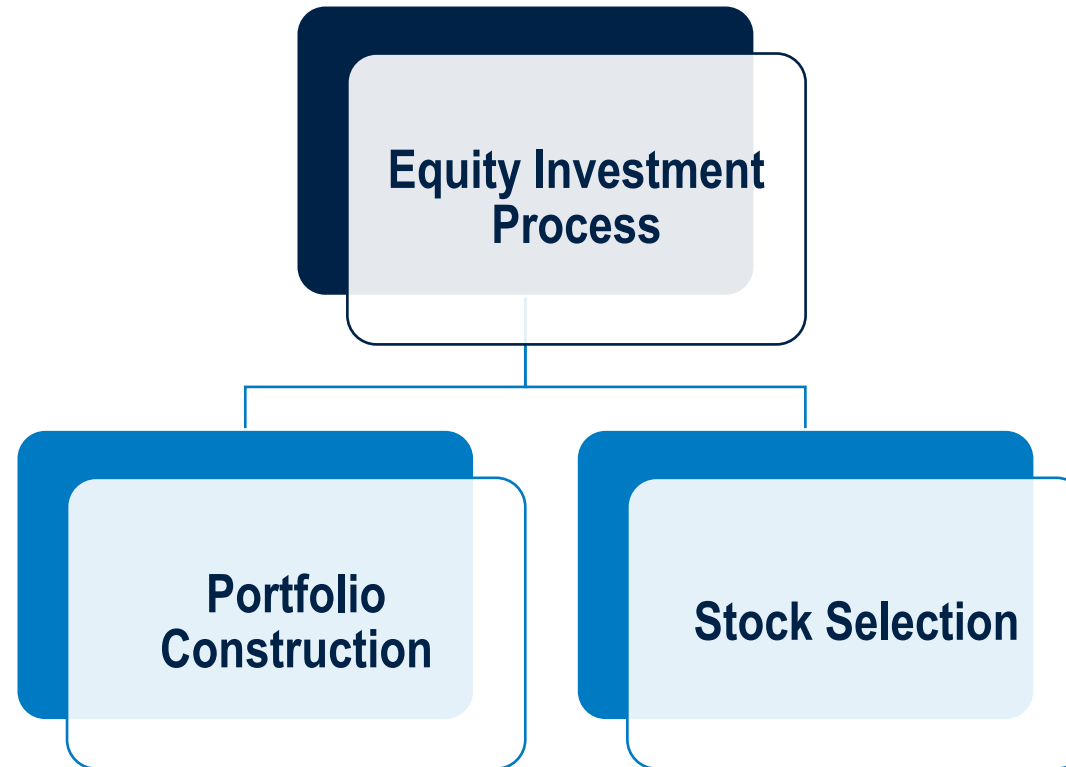 Equity Investment
Process
Portfolio
Construction
Stock Selection